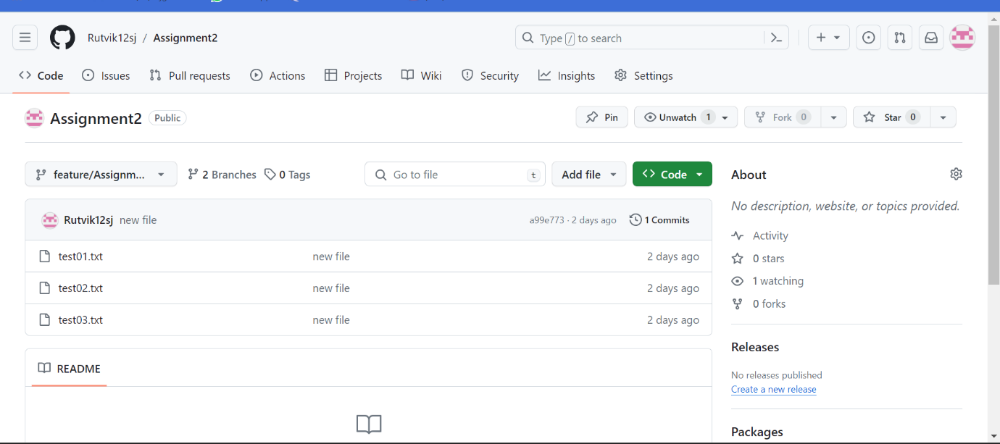 Rutvik12sj / Assignment2
Type / to search
Code Issues Pull requests Actions Projects Wiki Security Insights Settings
Assignment2 Public
Pin Unwatch 1 Fork 0 Star 0
feature/Assignm... 2 Branches 0 Tags Go to file t Add file Code
Rutvik12sj new file a99e773 · 2 days ago 1 Commits
test01.txt new file 2 days ago
test02.txt new file 2 days ago
test03.txt new file 2 days ago
README
About
No description, website, or topics provided.
Activity
0 stars
1 watching
0 forks
Releases
No releases published
Create a new release
Packages